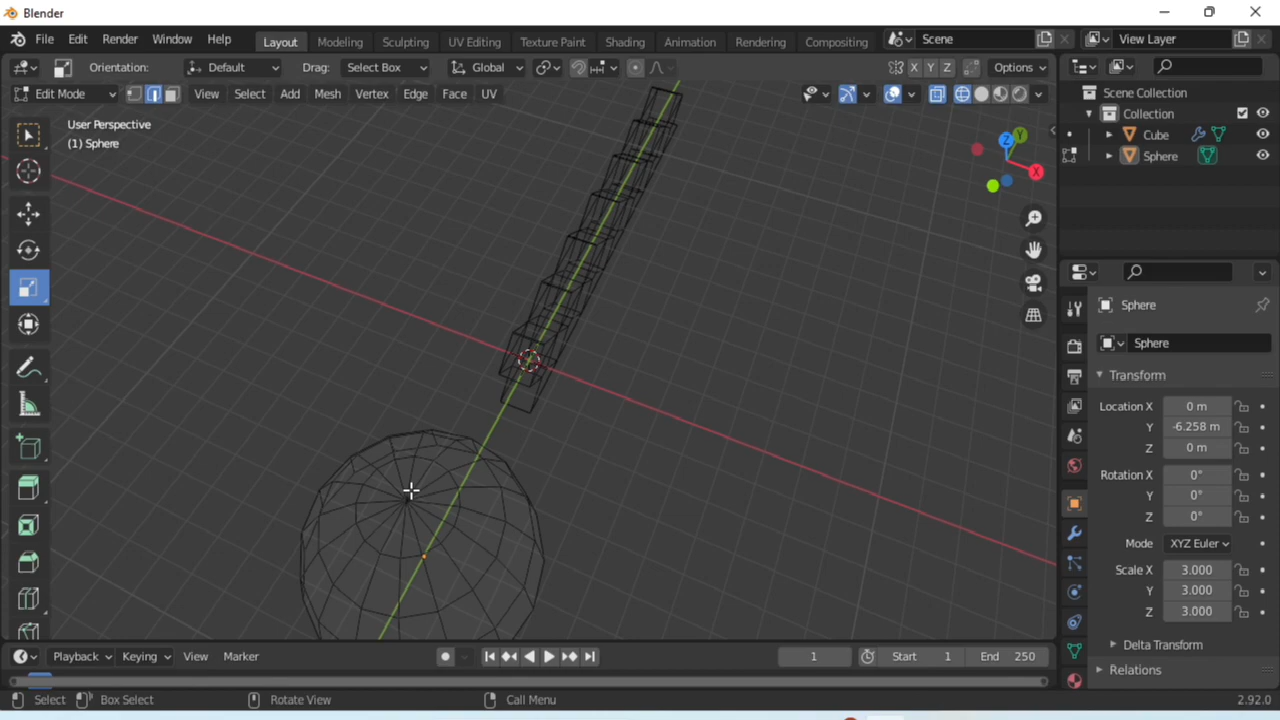 Blender
File Edit Render Window Help Layout Modeling Sculpting UV Editing Texture Paint Shading Animation Rendering Compositing Scene View Layer
Orientation: Default Drag: Select Box Global X Y Z Options
Edit Mode View Select Add Mesh Vertex Edge Face UV
User Perspective
(1) Sphere
Z Y X
Scene Collection
Collection
Cube
Sphere
Sphere
Sphere
Transform
Location X 0 m
Y -6.258 m
Z 0 m
Rotation X 0°
Y 0°
Z 0°
Mode XYZ Euler
Scale X 3.000
Y 3.000
Z 3.000
Delta Transform
Relations
Playback Keying View Marker 1 Start 1 End 250
Select Box Select Rotate View Call Menu 2.92.0